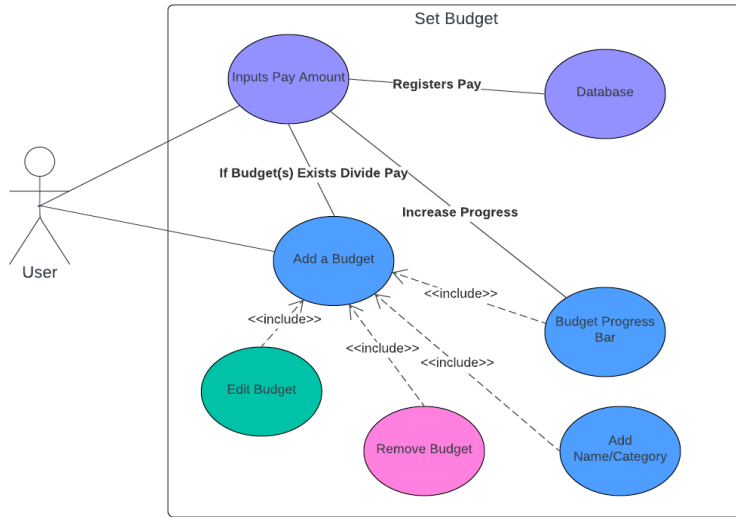 Set Budget
Inputs Pay Amount
Registers Pay
Database
If Budget(s) Exists Divide Pay
Increase Progress
User
Add a Budget
<<include>>
<<include>>
Budget Progress
Bar
<<include>>
<<include>>
Edit Budget
Remove Budget
Add
Name/Category